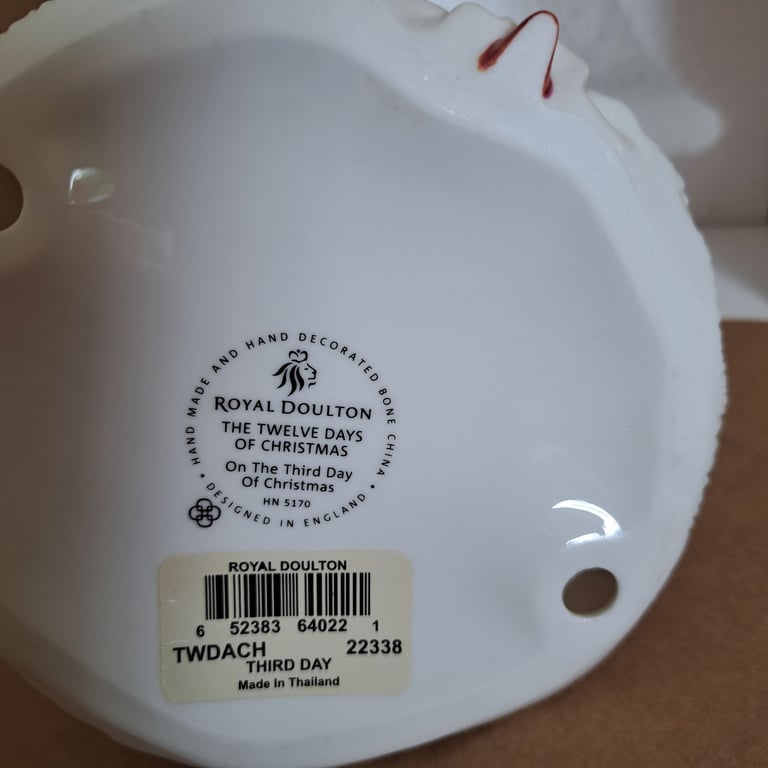 • HAND MADE AND HAND DECORATED BONE CHINA •
ROYAL DOULTON
THE TWELVE DAYS
OF CHRISTMAS
On The Third Day
Of Christmas
HN 5170
DESIGNED IN ENGLAND
ROYAL DOULTON
6 52383 64022 1
TWDACH 22338
THIRD DAY
Made In Thailand